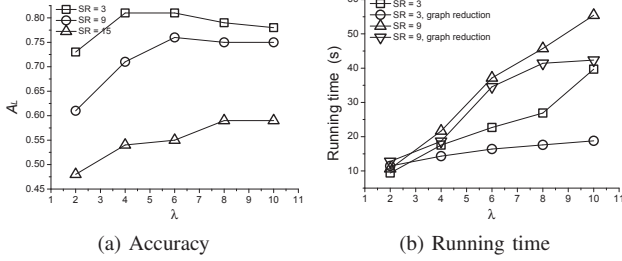 SR = 3
SR = 9
SR = 15
0.80
0.75
0.70
0.65
0.60
0.55
0.50
0.45
A_L
1 2 3 4 5 6 7 8 9 10 11
λ
(a) Accuracy
SR = 3
SR = 3, graph reduction
SR = 9
SR = 9, graph reduction
60
50
40
30
20
10
Running time (s)
1 2 3 4 5 6 7 8 9 10 11
λ
(b) Running time